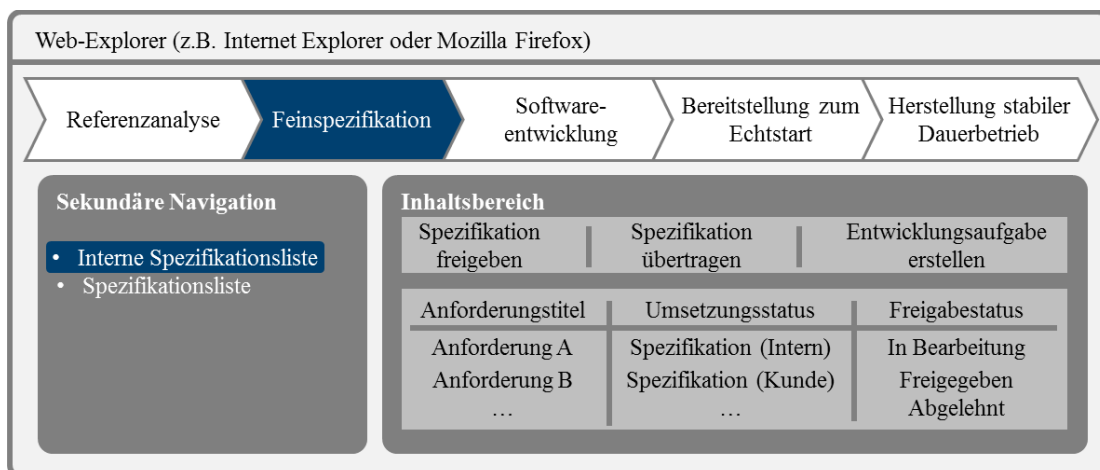 Web-Explorer (z.B. Internet Explorer oder Mozilla Firefox)
Referenzanalyse
Feinspezifikation
Software-
entwicklung
Bereitstellung zum
Echtstart
Herstellung stabiler
Dauerbetrieb
Sekundäre Navigation
• Interne Spezifikationsliste
• Spezifikationsliste
Inhaltsbereich
Spezifikation
freigeben
Spezifikation
übertragen
Entwicklungsaufgabe
erstellen
Anforderungstitel Umsetzungsstatus Freigabestatus
Anforderung A Spezifikation (Intern) In Bearbeitung
Anforderung B Spezifikation (Kunde) Freigegeben
… … Abgelehnt